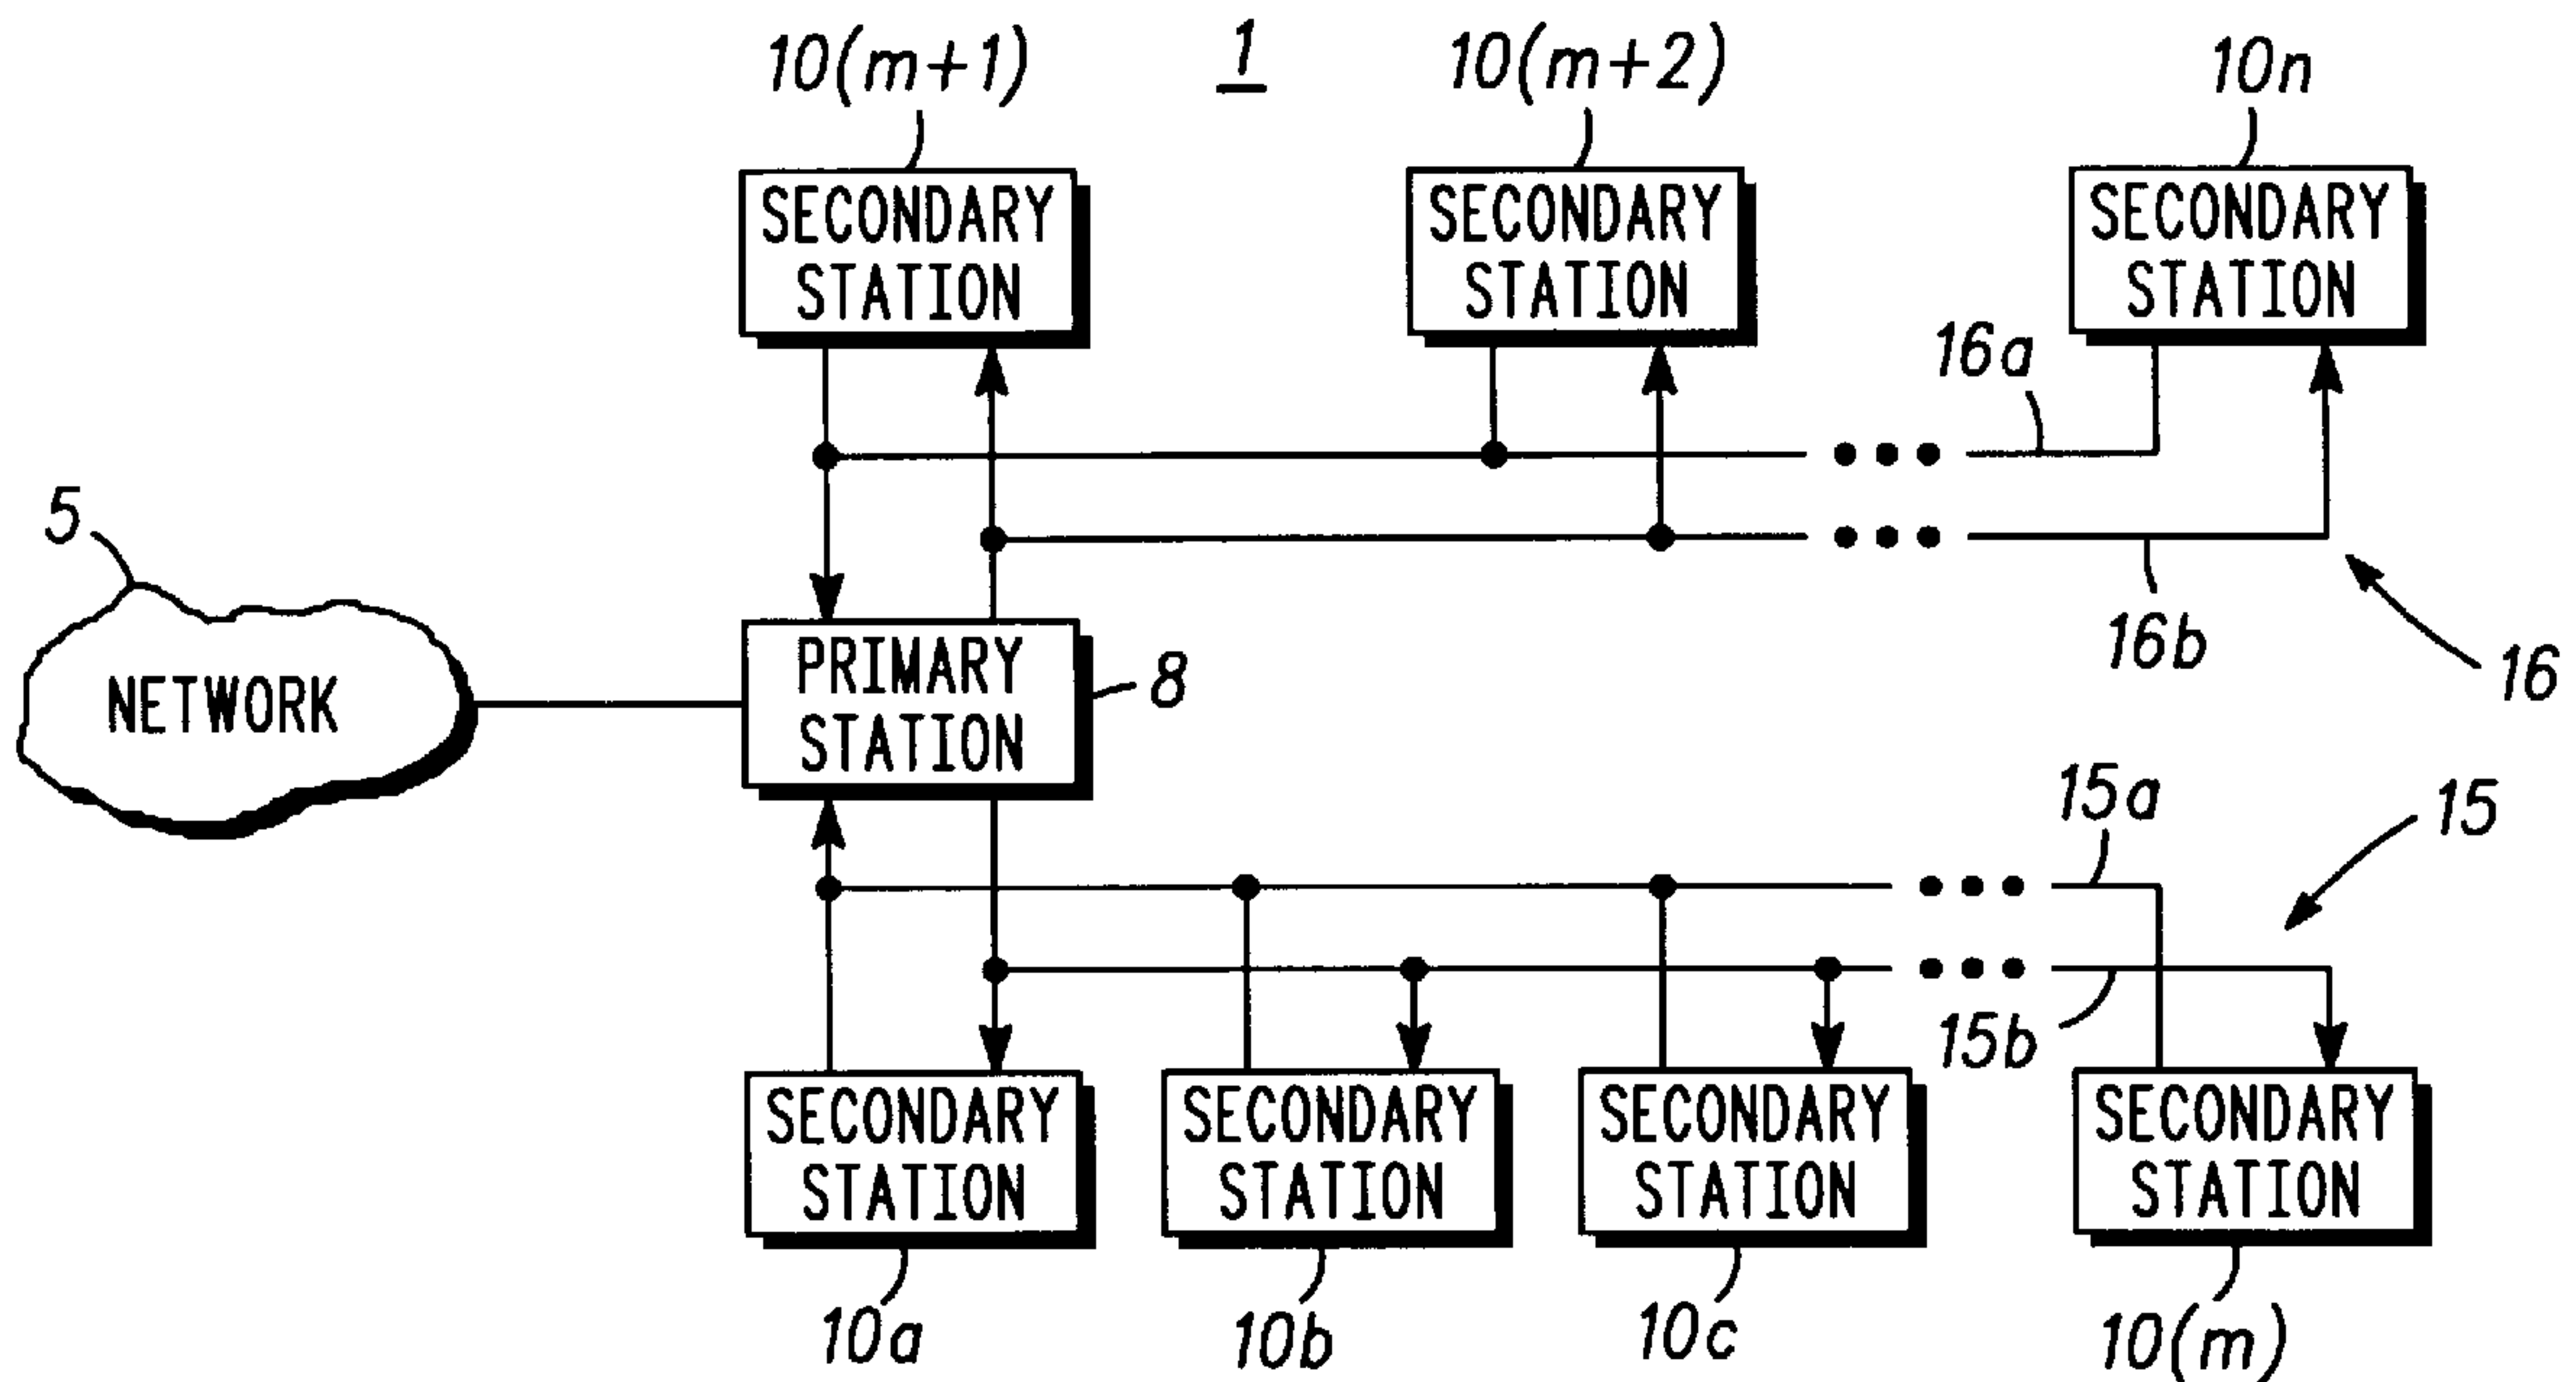 10(m+1)
1
10(m+2)
10n
SECONDARY
STATION
SECONDARY
STATION
SECONDARY
STATION
16a
5
16b
16
NETWORK
PRIMARY
STATION
8
15a
15
15b
SECONDARY
STATION
SECONDARY
STATION
SECONDARY
STATION
SECONDARY
STATION
10a
10b
10c
10(m)